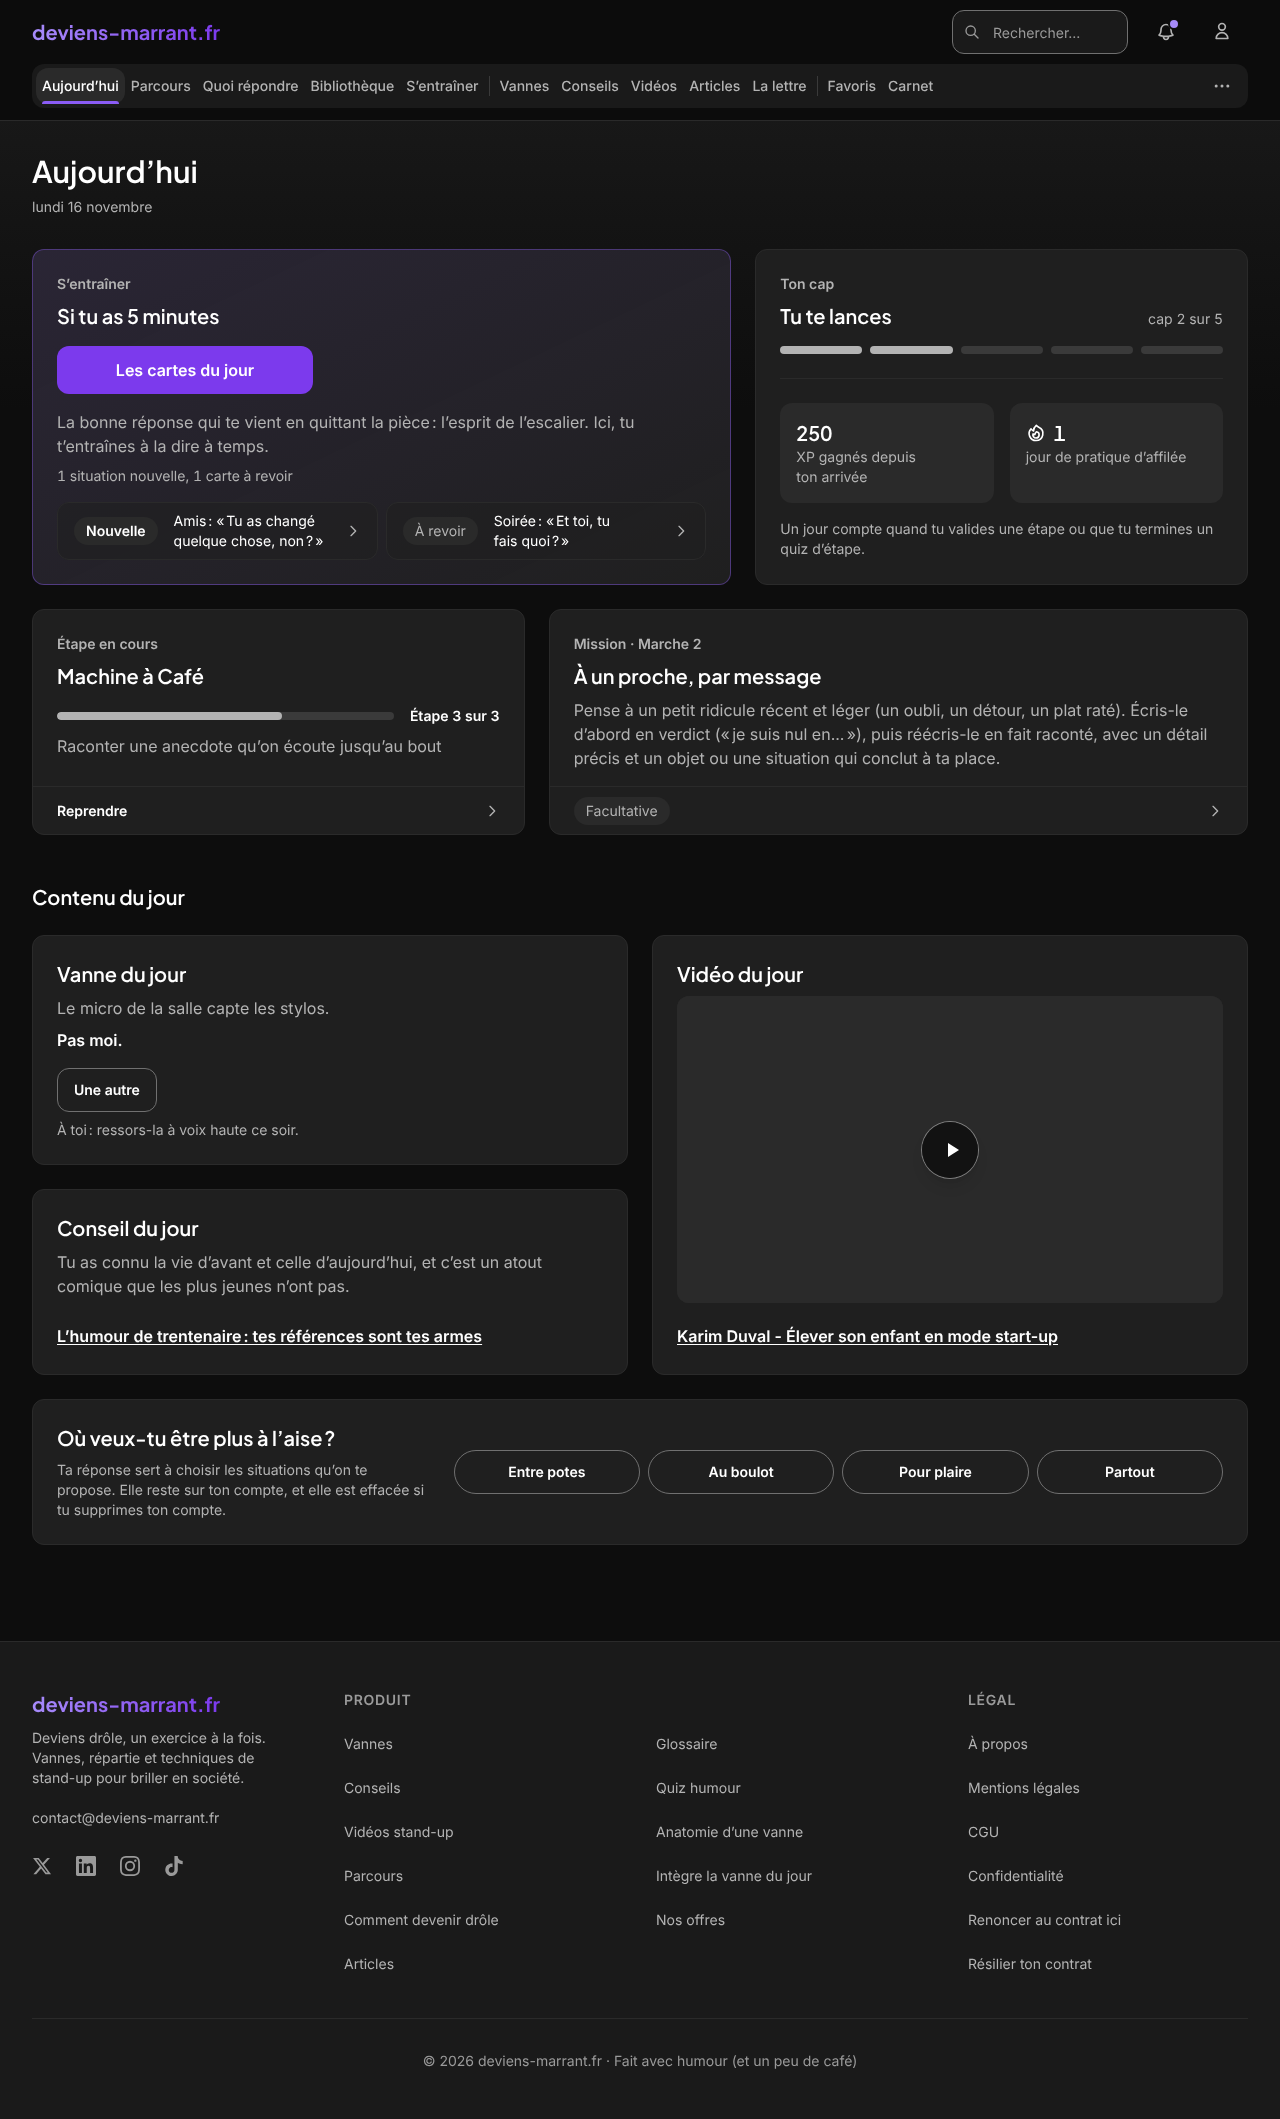 deviens-marrant.fr
Rechercher...
Aujourd’hui Parcours Quoi répondre Bibliothèque S’entraîner Vannes Conseils Vidéos Articles La lettre Favoris Carnet
Aujourd’hui
lundi 16 novembre
S’entraîner
Si tu as 5 minutes
Les cartes du jour
La bonne réponse qui te vient en quittant la pièce : l’esprit de l’escalier. Ici, tu
t’entraînes à la dire à temps.
1 situation nouvelle, 1 carte à revoir
Nouvelle
Amis : « Tu as changé
quelque chose, non ? »
À revoir
Soirée : « Et toi, tu
fais quoi ? »
Ton cap
Tu te lances
cap 2 sur 5
250
XP gagnés depuis
ton arrivée
1
jour de pratique d’affilée
Un jour compte quand tu valides une étape ou que tu termines un
quiz d’étape.
Étape en cours
Machine à Café
Étape 3 sur 3
Raconter une anecdote qu’on écoute jusqu’au bout
Reprendre
Mission · Marche 2
À un proche, par message
Pense à un petit ridicule récent et léger (un oubli, un détour, un plat raté). Écris-le
d’abord en verdict (« je suis nul en... »), puis réécris-le en fait raconté, avec un détail
précis et un objet ou une situation qui conclut à ta place.
Facultative
Contenu du jour
Vanne du jour
Le micro de la salle capte les stylos.
Pas moi.
Une autre
À toi : ressors-la à voix haute ce soir.
Conseil du jour
Tu as connu la vie d’avant et celle d’aujourd’hui, et c’est un atout
comique que les plus jeunes n’ont pas.
L’humour de trentenaire : tes références sont tes armes
Vidéo du jour
Karim Duval - Élever son enfant en mode start-up
Où veux-tu être plus à l’aise ?
Ta réponse sert à choisir les situations qu’on te
propose. Elle reste sur ton compte, et elle est effacée si
tu supprimes ton compte.
Entre potes
Au boulot
Pour plaire
Partout
deviens-marrant.fr
Deviens drôle, un exercice à la fois.
Vannes, répartie et techniques de
stand-up pour briller en société.
contact@deviens-marrant.fr
PRODUIT
Vannes
Conseils
Vidéos stand-up
Parcours
Comment devenir drôle
Articles
Glossaire
Quiz humour
Anatomie d’une vanne
Intègre la vanne du jour
Nos offres
LÉGAL
À propos
Mentions légales
CGU
Confidentialité
Renoncer au contrat ici
Résilier ton contrat
© 2026 deviens-marrant.fr · Fait avec humour (et un peu de café)